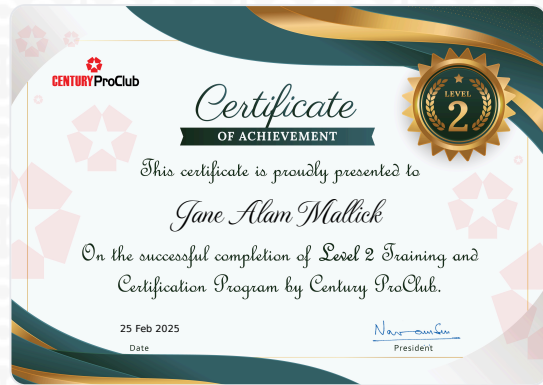 CENTURY ProClub
LEVEL
2
Certificate
OF ACHIEVEMENT
This certificate is proudly presented to
Jane Alam Mallick
On the successful completion of Level 2 Training and
Certification Program by Century ProClub.
25 Feb 2025
Date
President